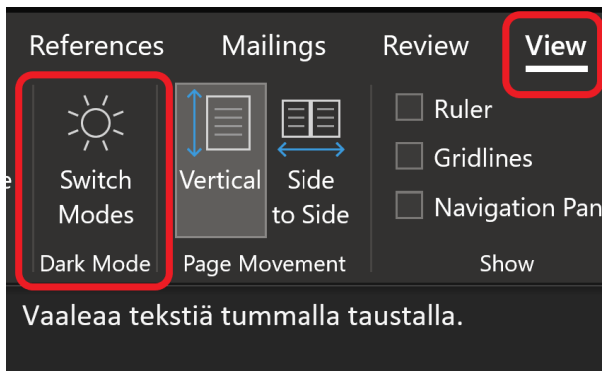 References Mailings Review View
Switch Modes
Vertical
Side to Side
Ruler
Gridlines
Navigation Pan
Dark Mode Page Movement Show
Vaaleaa tekstiä tummalla taustalla.